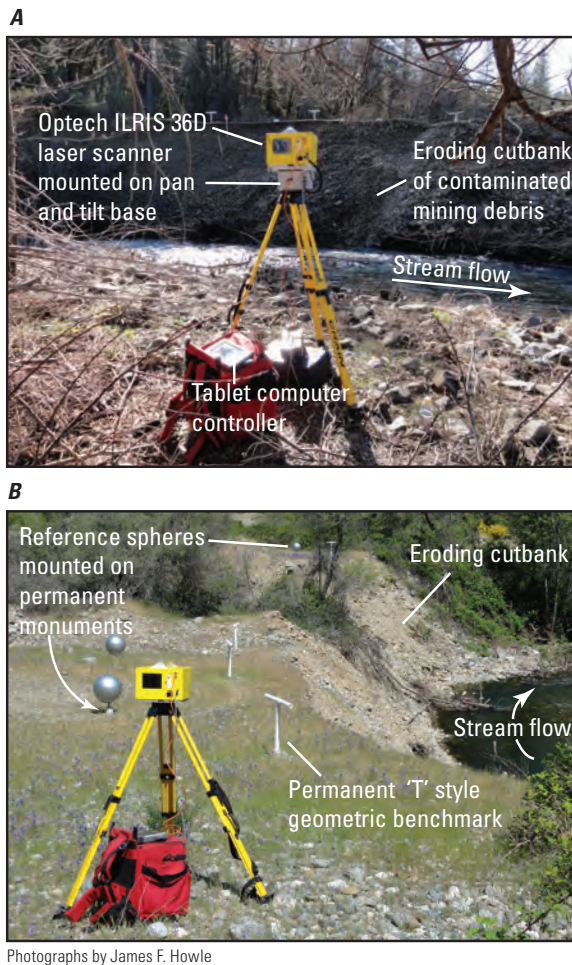 A
Optech ILRIS 36D
laser scanner
mounted on pan
and tilt base
Eroding cutbank
of contaminated
mining debris
Stream flow
Tablet computer
controller
B
Reference spheres
mounted on
permanent
monuments
Eroding cutbank
Stream flow
Permanent ‘T’ style
geometric benchmark
Photographs by James F. Howle